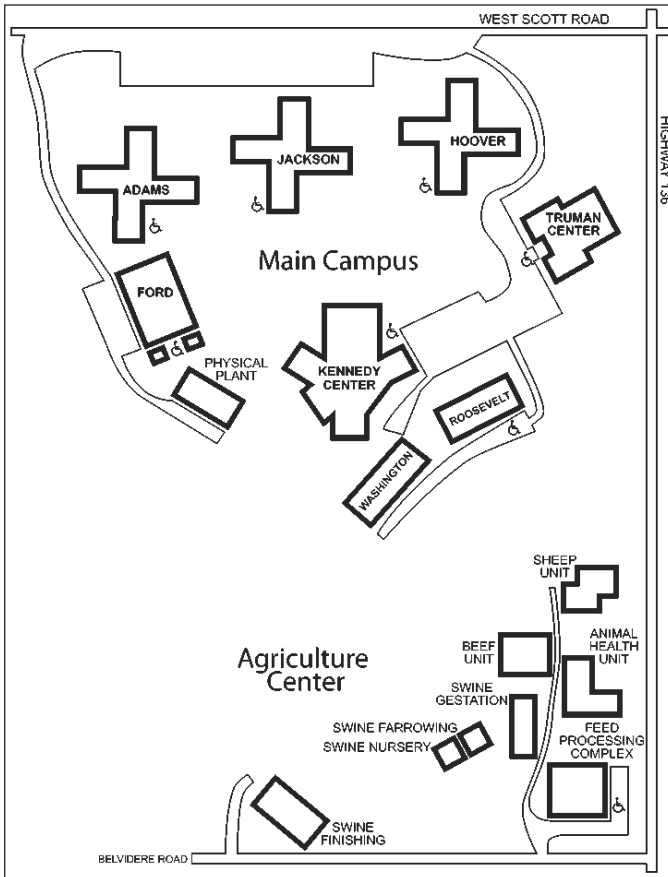 WEST SCOTT ROAD
HIGHWAY 136
HOOVER
JACKSON
ADAMS
TRUMAN
CENTER
Main Campus
FORD
PHYSICAL
PLANT
KENNEDY
CENTER
ROOSEVELT
WASHINGTON
SHEEP
UNIT
BEEF
UNIT
ANIMAL
HEALTH
UNIT
Agriculture
Center
SWINE
GESTATION
SWINE FARROWING
SWINE NURSERY
FEED
PROCESSING
COMPLEX
SWINE
FINISHING
BELVIDERE ROAD